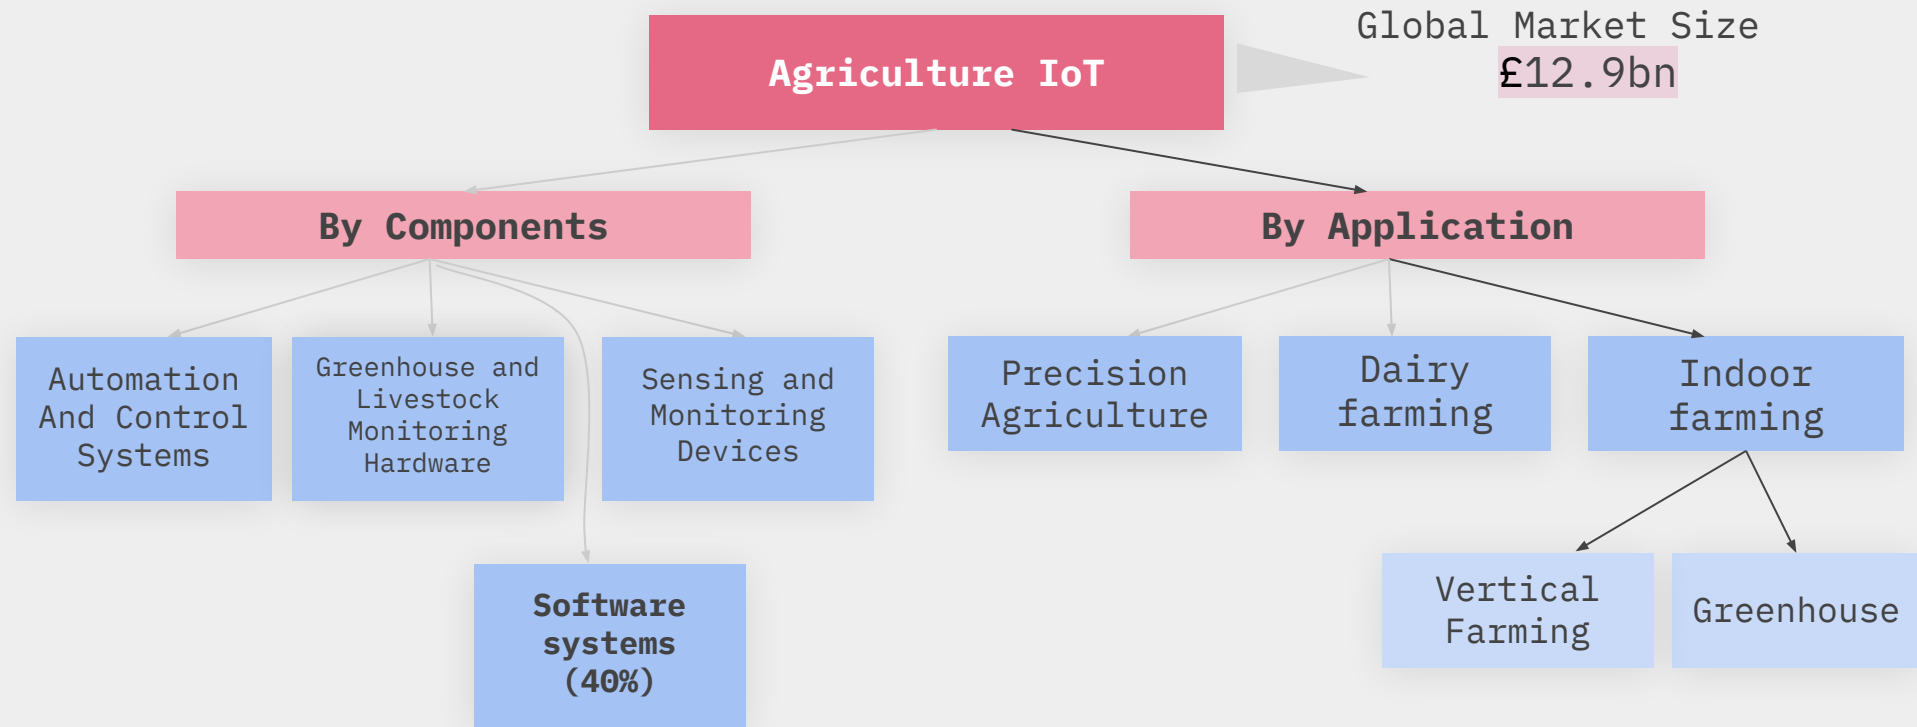 Agriculture IoT
Global Market Size
£12.9bn
By Components
By Application
Automation
And Control
Systems
Greenhouse and
Livestock
Monitoring
Hardware
Sensing and
Monitoring
Devices
Precision
Agriculture
Dairy
farming
Indoor
farming
Software
systems
(40%)
Vertical
Farming
Greenhouse